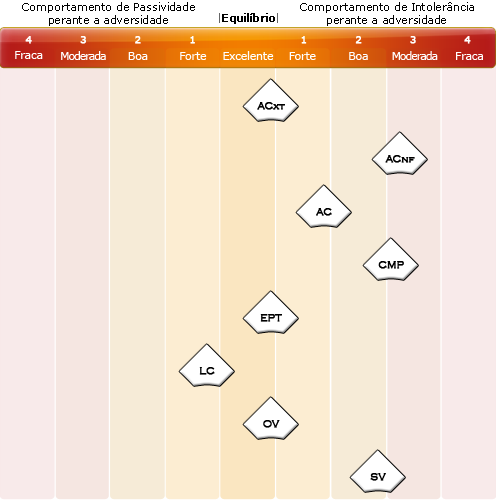 Comportamento de Passividade
perante a adversidade
|Equilíbrio|
Comportamento de Intolerância
perante a adversidade
4 3 2 1 1 2 3 4
Fraca Moderada Boa Forte Excelente Forte Boa Moderada Fraca
ACXT
ACNF
AC
CMP
EPT
LC
OV
SV